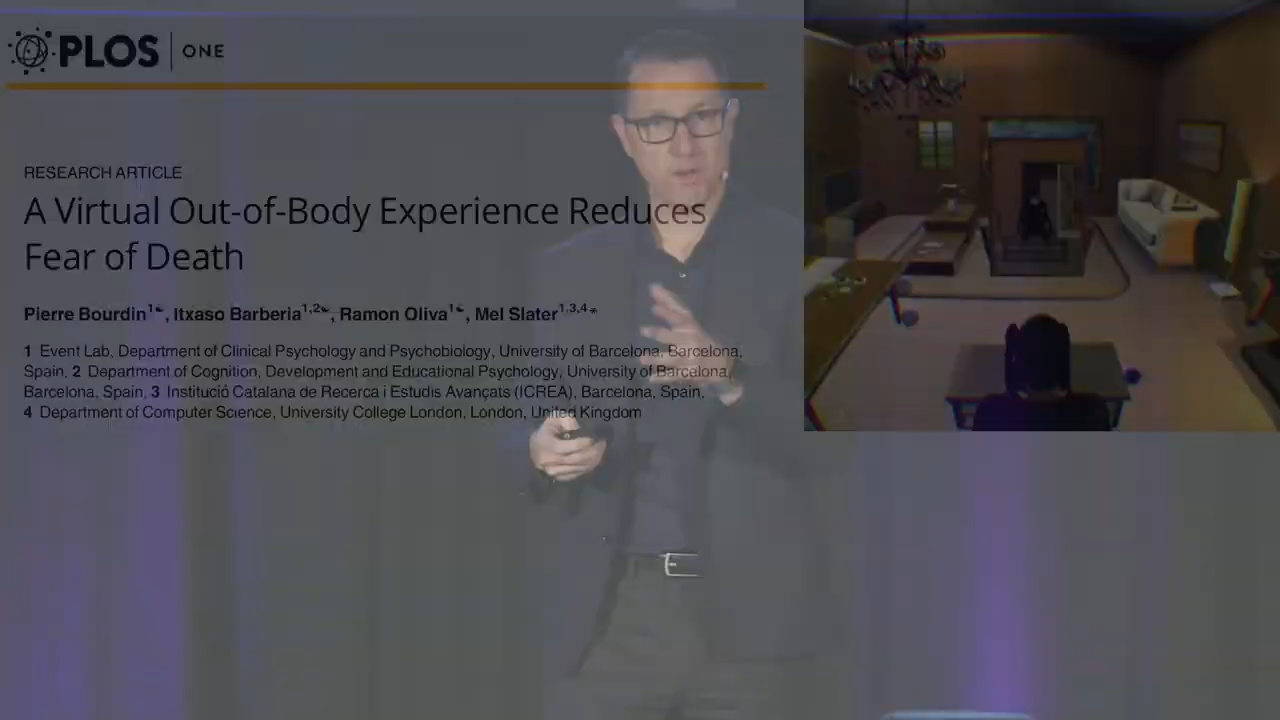 PLOS ONE
RESEARCH ARTICLE
A Virtual Out-of-Body Experience Reduces
Fear of Death
Pierre Bourdin1☯, Itxaso Barberia1,2☯, Ramon Oliva1☯, Mel Slater1,3,4*
1 Event Lab, Department of Clinical Psychology and Psychobiology, University of Barcelona, Barcelona,
Spain, 2 Department of Cognition, Development and Educational Psychology, University of Barcelona,
Barcelona, Spain, 3 Institució Catalana de Recerca i Estudis Avançats (ICREA), Barcelona, Spain,
4 Department of Computer Science, University College London, London, United Kingdom